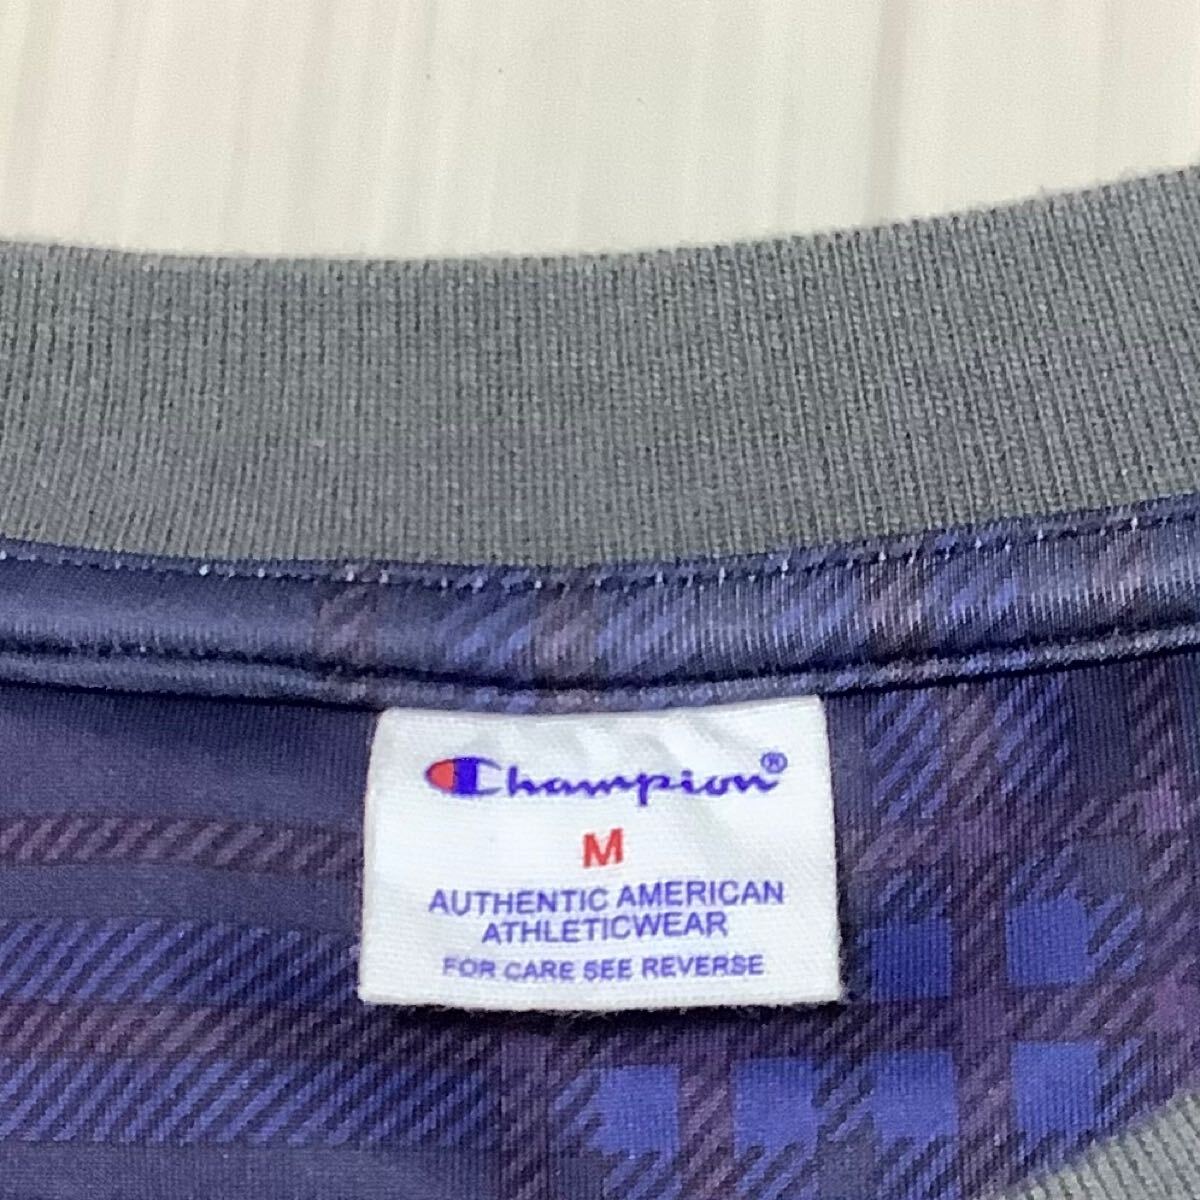 Champion®
M
AUTHENTIC AMERICAN
ATHLETICWEAR
FOR CARE SEE REVERSE